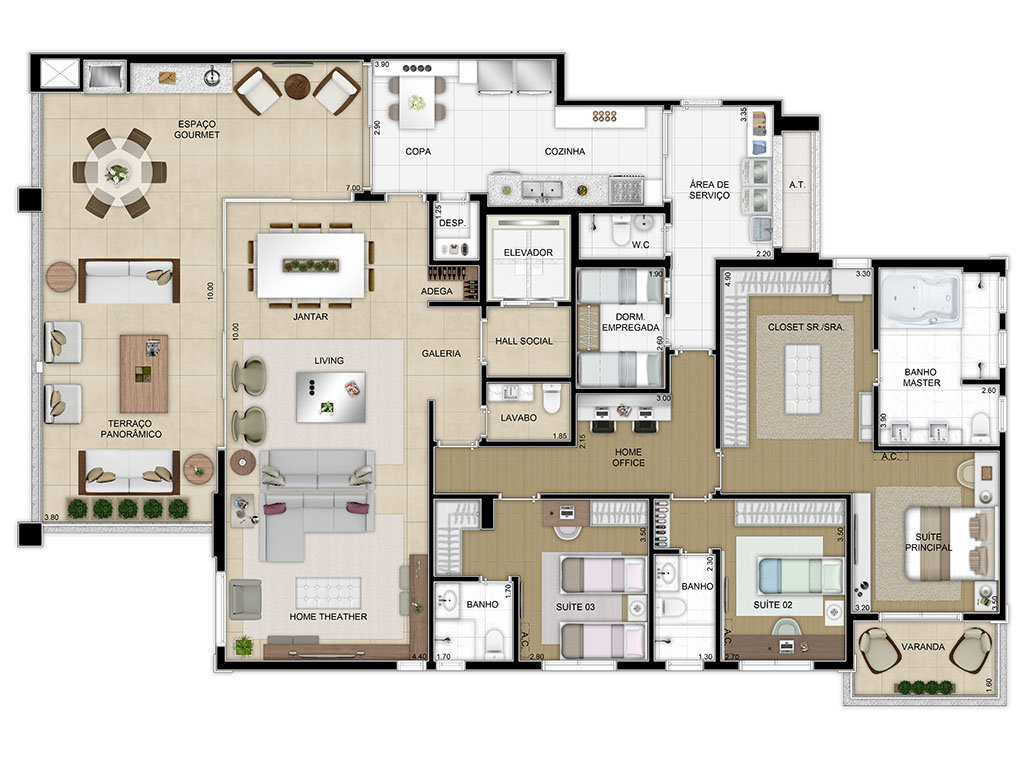 3.90
ESPAÇO
GOURMET
2.90
COPA
COZINHA
3.35
ÁREA DE
SERVIÇO
A.T.
7.00
1.25
DESP.
ELEVADOR
W.C
2.20
10.00
ADEGA
1.90
DORM.
EMPREGADA
2.60
4.90
3.30
CLOSET SR./SRA.
JANTAR
10.00
HALL SOCIAL
LIVING
GALERIA
BANHO
MASTER
2.60
3.90
LAVABO
1.85
3.00
2.15
HOME
OFFICE
TERRAÇO
PANORÂMICO
A.C.
3.80
3.50
3.50
SUÍTE
PRINCIPAL
2.30
BANHO
1.70
BANHO
SUÍTE 03
SUÍTE 02
3.20
3.50
HOME THEATHER
A.C.
A.C.
VARANDA
4.40
1.70
2.80
1.30
2.70
1.60